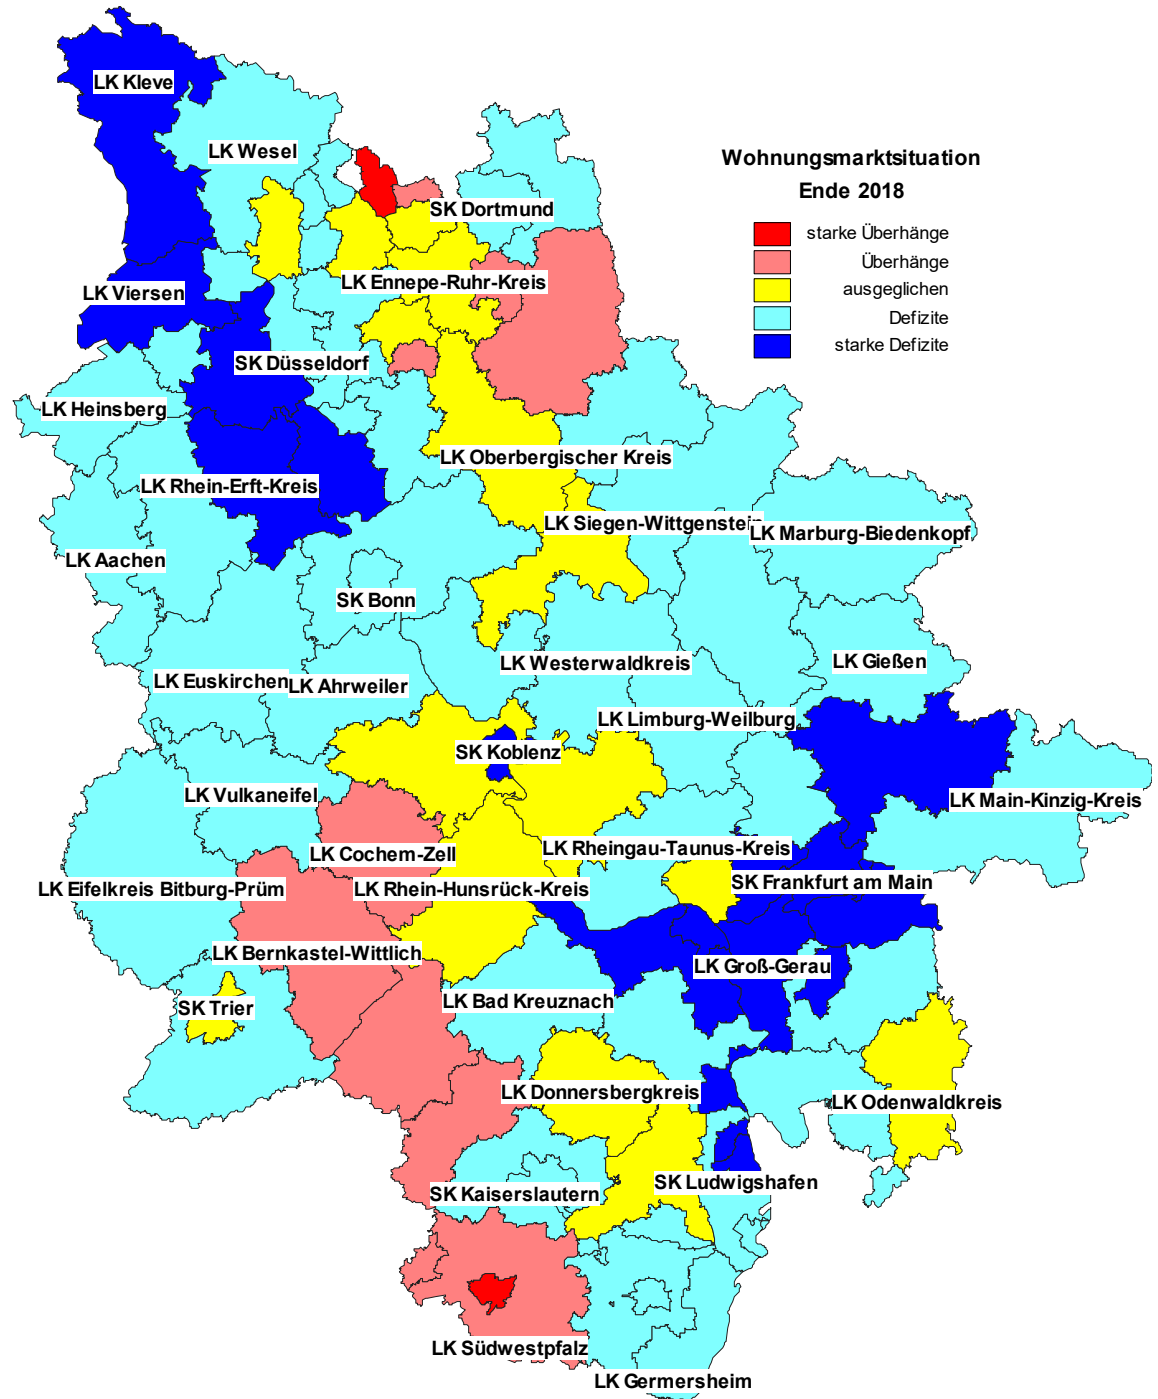 LK Kleve
LK Wesel
Wohnungsmarktsituation
Ende 2018
SK Dortmund
starke Überhänge
Überhänge
LK Ennepe-Ruhr-Kreis
LK Viersen
ausgeglichen
Defizite
starke Defizite
SK Düsseldorf
LK Heinsberg
LK Oberbergischer Kreis
LK Rhein-Erft-Kreis
LK Siegen-Wittgenstein
LK Marburg-Biedenkopf
LK Aachen
SK Bonn
LK Westerwaldkreis
LK Gießen
LK Euskirchen
LK Ahrweiler
LK Limburg-Weilburg
SK Koblenz
LK Vulkaneifel
LK Main-Kinzig-Kreis
LK Cochem-Zell
LK Rheingau-Taunus-Kreis
LK Eifelkreis Bitburg-Prüm
LK Rhein-Hunsrück-Kreis
SK Frankfurt am Main
LK Bernkastel-Wittlich
LK Groß-Gerau
SK Trier
LK Bad Kreuznach
LK Donnersbergkreis
LK Odenwaldkreis
SK Kaiserslautern
SK Ludwigshafen
LK Südwestpfalz
LK Germersheim